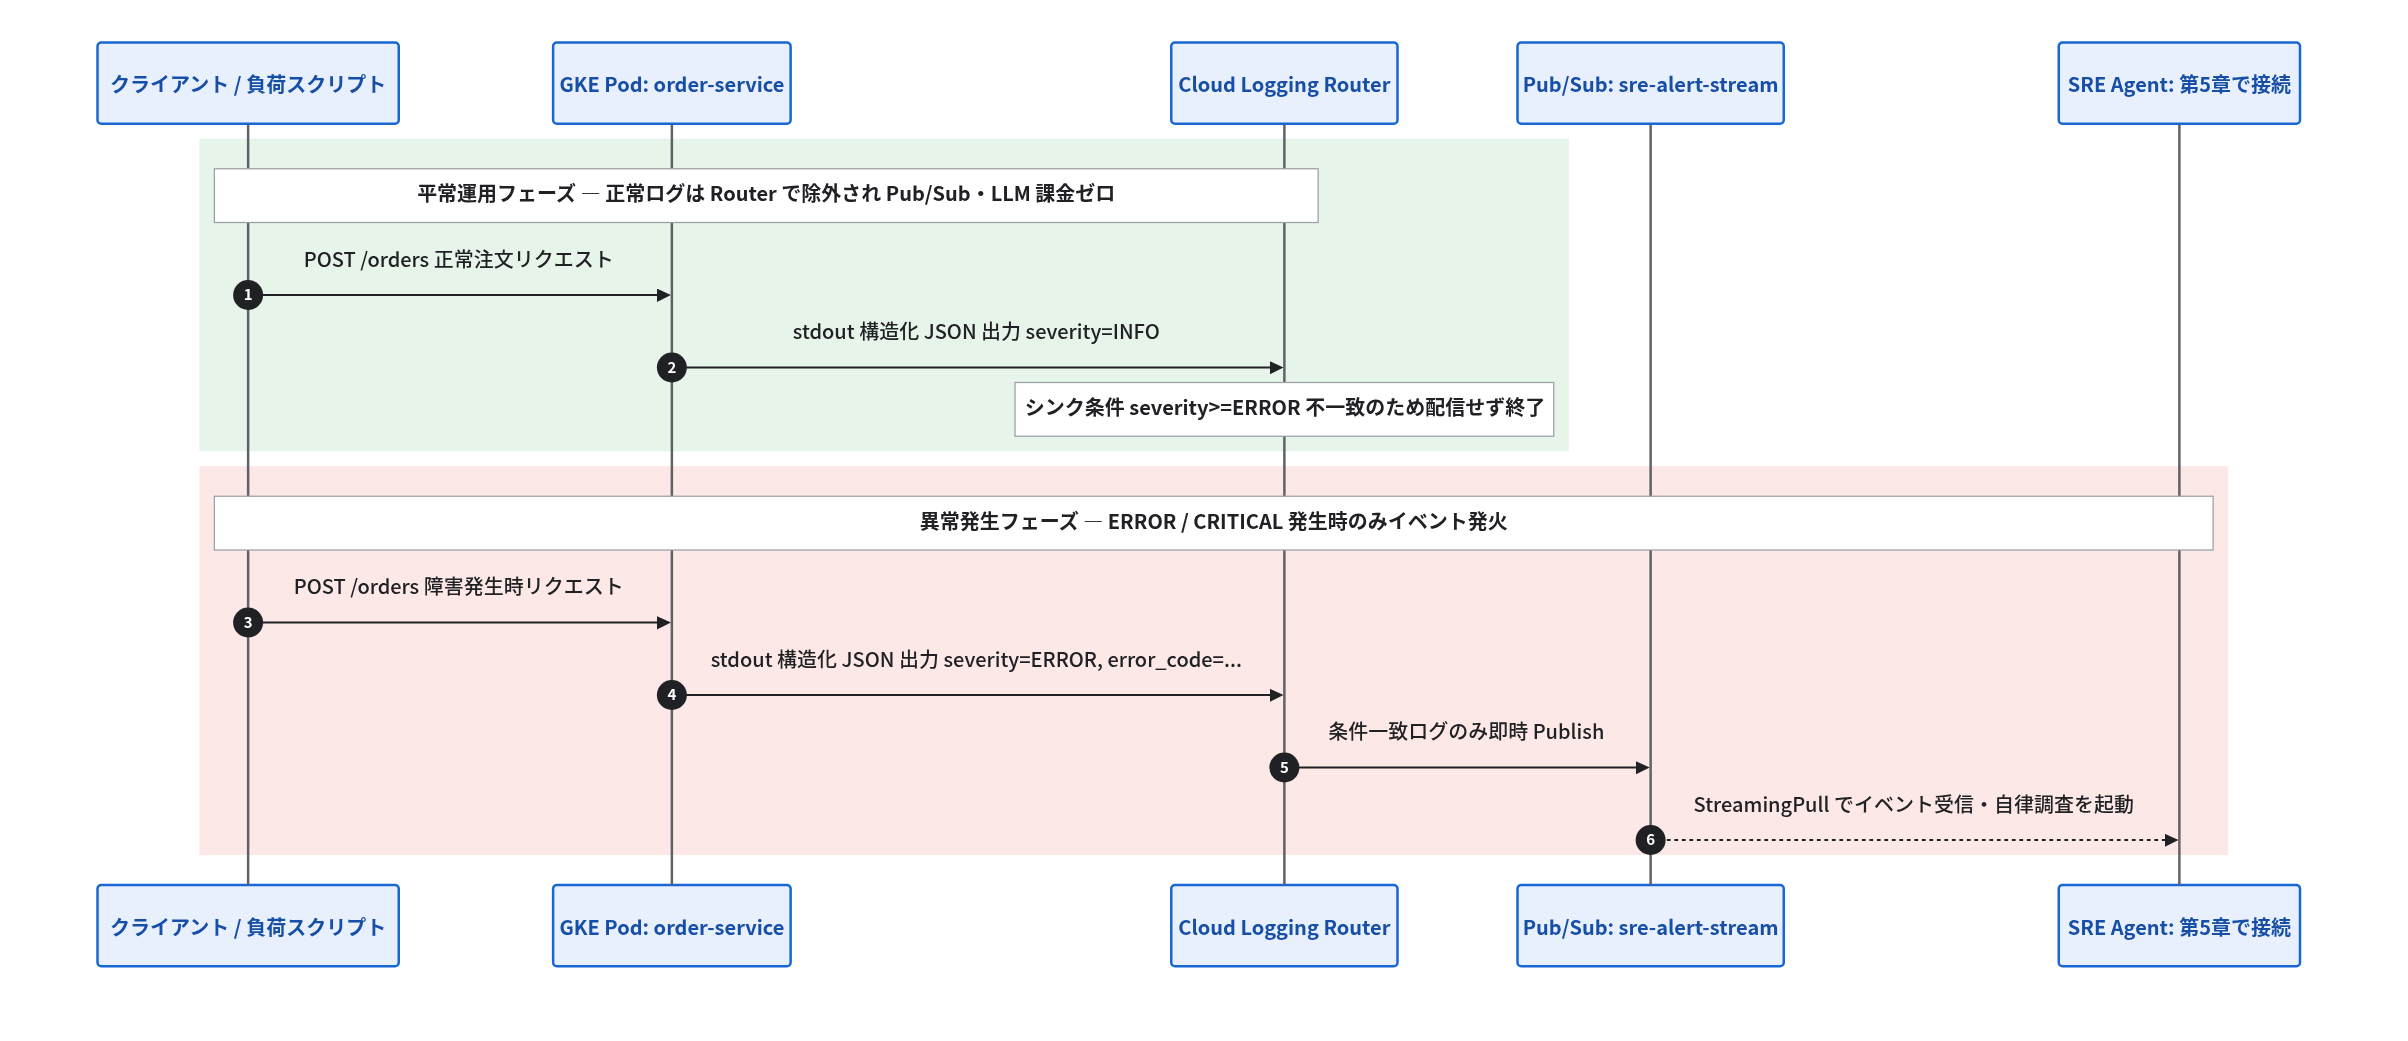 クライアント / 負荷スクリプト
GKE Pod: order-service
Cloud Logging Router
Pub/Sub: sre-alert-stream
SRE Agent: 第5章で接続
平常運用フェーズ — 正常ログは Router で除外され Pub/Sub・LLM 課金ゼロ
POST /orders 正常注文リクエスト
1
stdout 構造化 JSON 出力 severity=INFO
2
シンク条件 severity>=ERROR 不一致のため配信せず終了
異常発生フェーズ — ERROR / CRITICAL 発生時のみイベント発火
POST /orders 障害発生時リクエスト
3
stdout 構造化 JSON 出力 severity=ERROR, error_code=...
4
条件一致ログのみ即時 Publish
5
StreamingPull でイベント受信・自律調査を起動
6
クライアント / 負荷スクリプト
GKE Pod: order-service
Cloud Logging Router
Pub/Sub: sre-alert-stream
SRE Agent: 第5章で接続